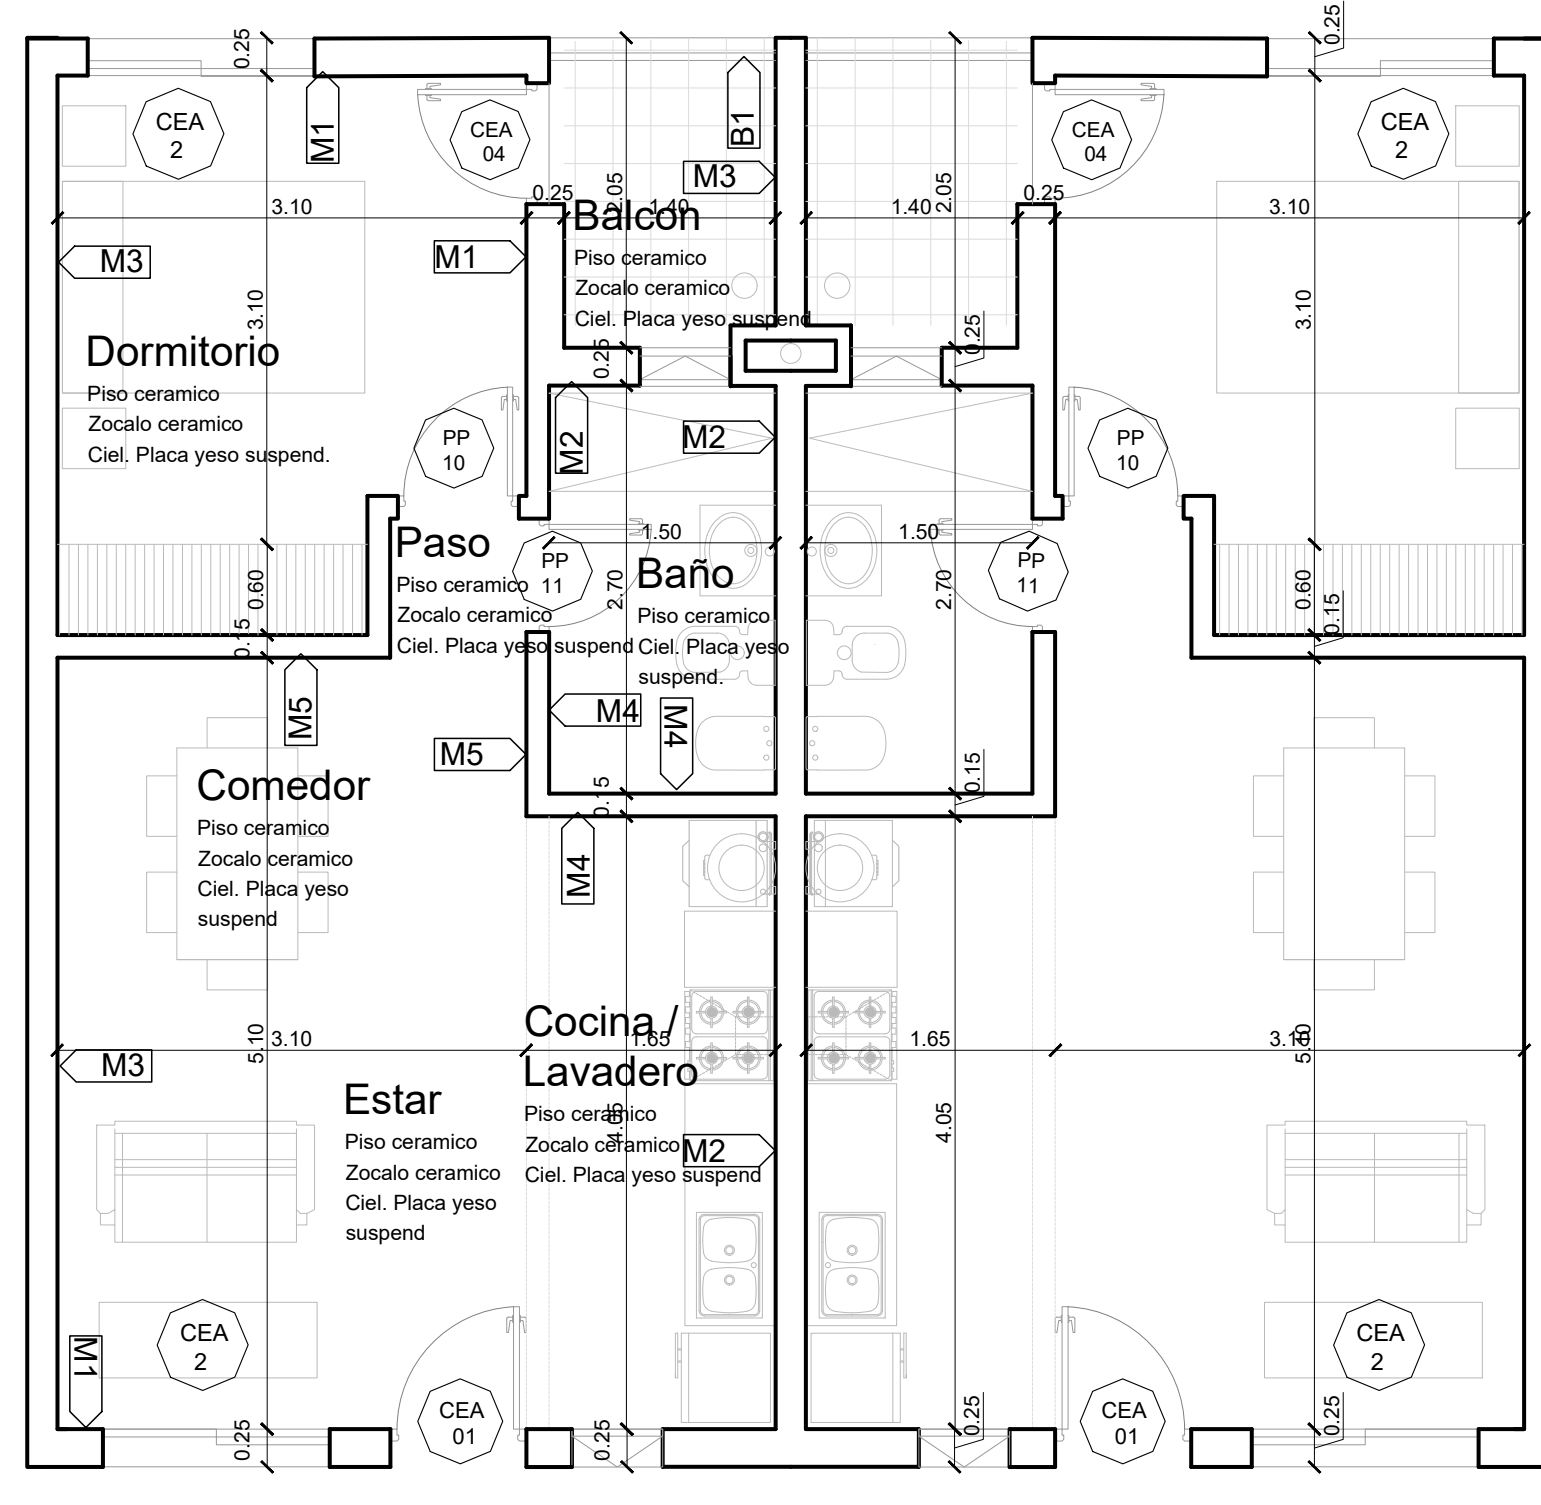 0.25
0.25
CEA
2
M1
CEA
04
B1
CEA
04
CEA
2
M3
2.05
2.05
3.10
0.25
1.40
1.40
0.25
3.10
Balcon
Piso ceramico
Zocalo ceramico
Ciel. Placa yeso suspend
M3
M1
3.10
3.10
0.25
0.25
Dormitorio
Piso ceramico
Zocalo ceramico
Ciel. Placa yeso suspend.
M2
M2
PP
10
PP
10
1.50
1.50
Paso
Piso ceramico
Zocalo ceramico
Ciel. Placa yeso suspend
PP
11
Baño
Piso ceramico
Ciel. Placa yeso
suspend.
PP
11
0.60
2.70
2.70
0.60
0.15
0.15
M5
M4
M4
M5
0.15
0.15
Comedor
Piso ceramico
Zocalo ceramico
Ciel. Placa yeso
suspend
M4
Cocina /
Lavadero
Piso ceramico
Zocalo ceramico
Ciel. Placa yeso suspend
3.10
1.65
1.65
3.10
5.10
5.10
M3
Estar
Piso ceramico
Zocalo ceramico
Ciel. Placa yeso
suspend
4.05
4.05
M2
M1
CEA
2
CEA
2
CEA
01
CEA
01
0.25
0.25
0.25
0.25